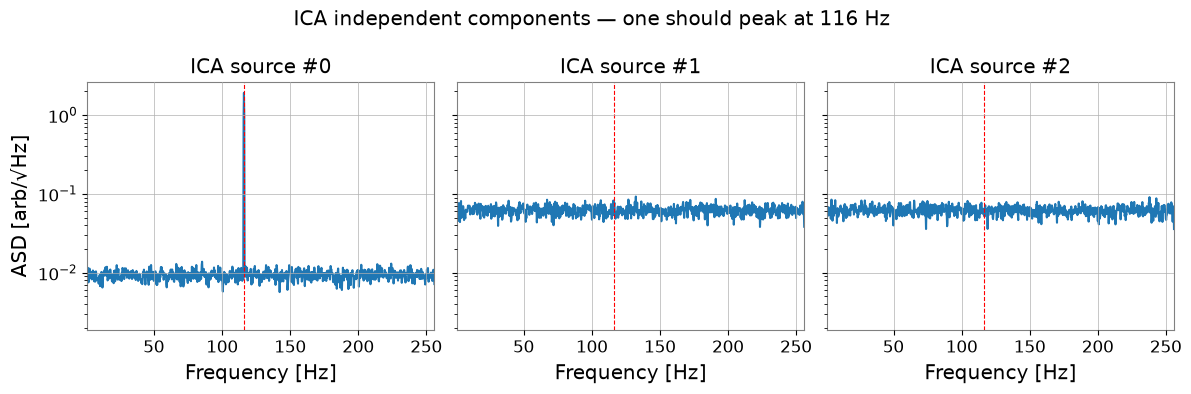 ICA independent components — one should peak at 116 Hz
ICA source #0
ICA source #1
ICA source #2
ASD [arb/√Hz]
10⁰
10⁻¹
10⁻²
50 100 150 200 250
50 100 150 200 250
50 100 150 200 250
Frequency [Hz]
Frequency [Hz]
Frequency [Hz]